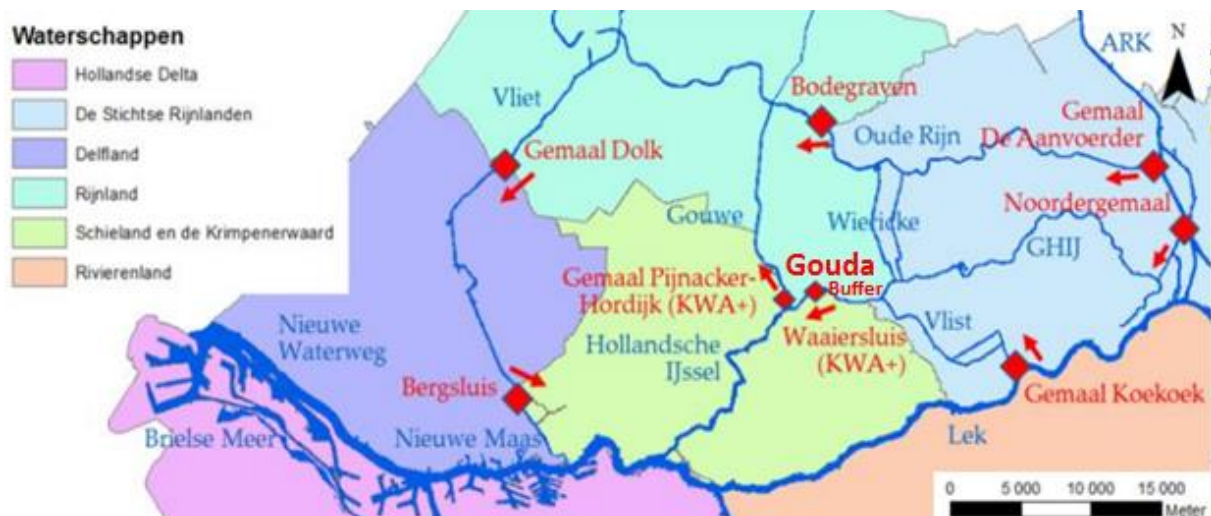 Waterschappen
Hollandse Delta
De Stichtse Rijnlanden
Delfland
Rijnland
Schieland en de Krimpenerwaard
Rivierenland
ARK
N
Vliet
Bodegraven
Gemaal
De Aanvoerder
Oude Rijn
Gemaal Dolk
Noordergemaal
Gouwe
Wiericke
GHIJ
Gouda
Buffer
Gemaal Pijnacker-
Hordijk (KWA+)
Nieuwe
Waterweg
Hollandsche
IJssel
Waaiersluis
(KWA+)
Vlist
Bergsluis
Gemaal Koekoek
Brielse Meer
Nieuwe Maas
Lek
0 5 000 10 000 15 000
Meter